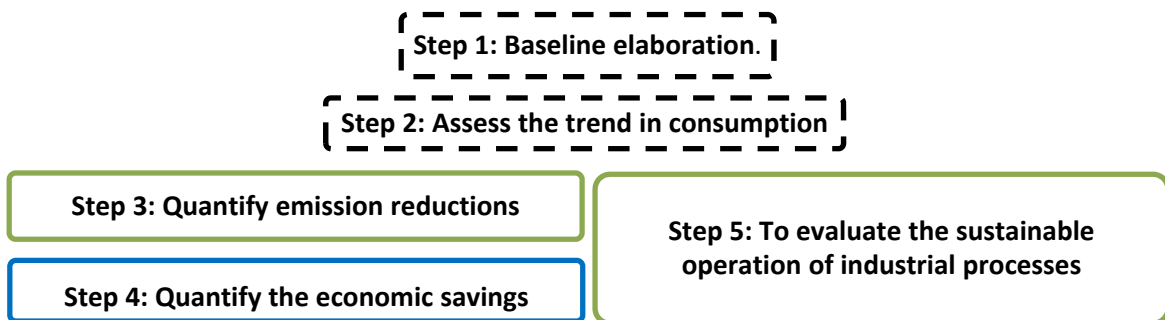 Step 1: Baseline elaboration.
Step 2: Assess the trend in consumption
Step 3: Quantify emission reductions
Step 4: Quantify the economic savings
Step 5: To evaluate the sustainable
operation of industrial processes